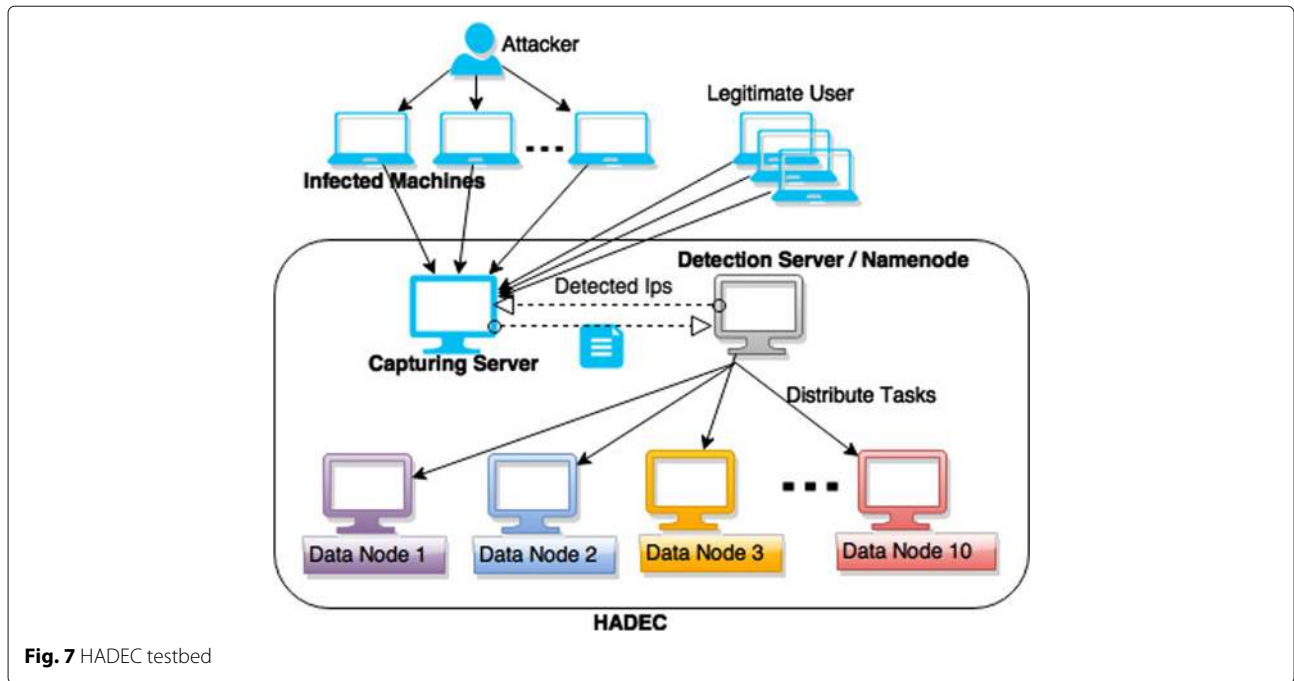 Attacker
Legitimate User
Infected Machines
Detection Server / Namenode
Detected Ips
Capturing Server
Distribute Tasks
Data Node 1
Data Node 2
Data Node 3
Data Node 10
HADEC
Fig. 7 HADEC testbed